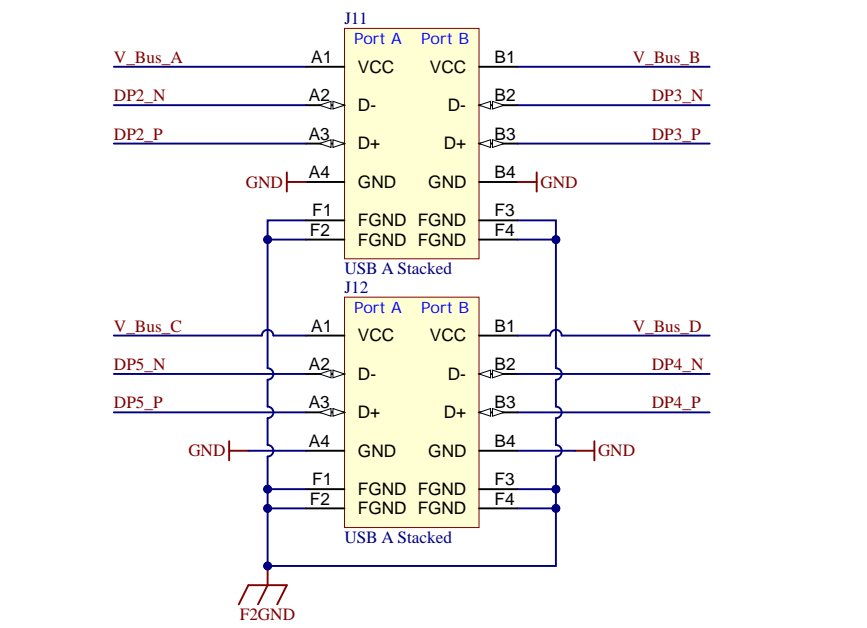 J11
Port A Port B
V_Bus_A A1 VCC VCC B1 V_Bus_B
DP2_N A2 D- D- B2 DP3_N
DP2_P A3 D+ D+ B3 DP3_P
GND A4 GND GND B4 GND
F1 FGND FGND F3
F2 FGND FGND F4
USB A Stacked
J12
Port A Port B
V_Bus_C A1 VCC VCC B1 V_Bus_D
DP5_N A2 D- D- B2 DP4_N
DP5_P A3 D+ D+ B3 DP4_P
GND A4 GND GND B4 GND
F1 FGND FGND F3
F2 FGND FGND F4
USB A Stacked
F2GND